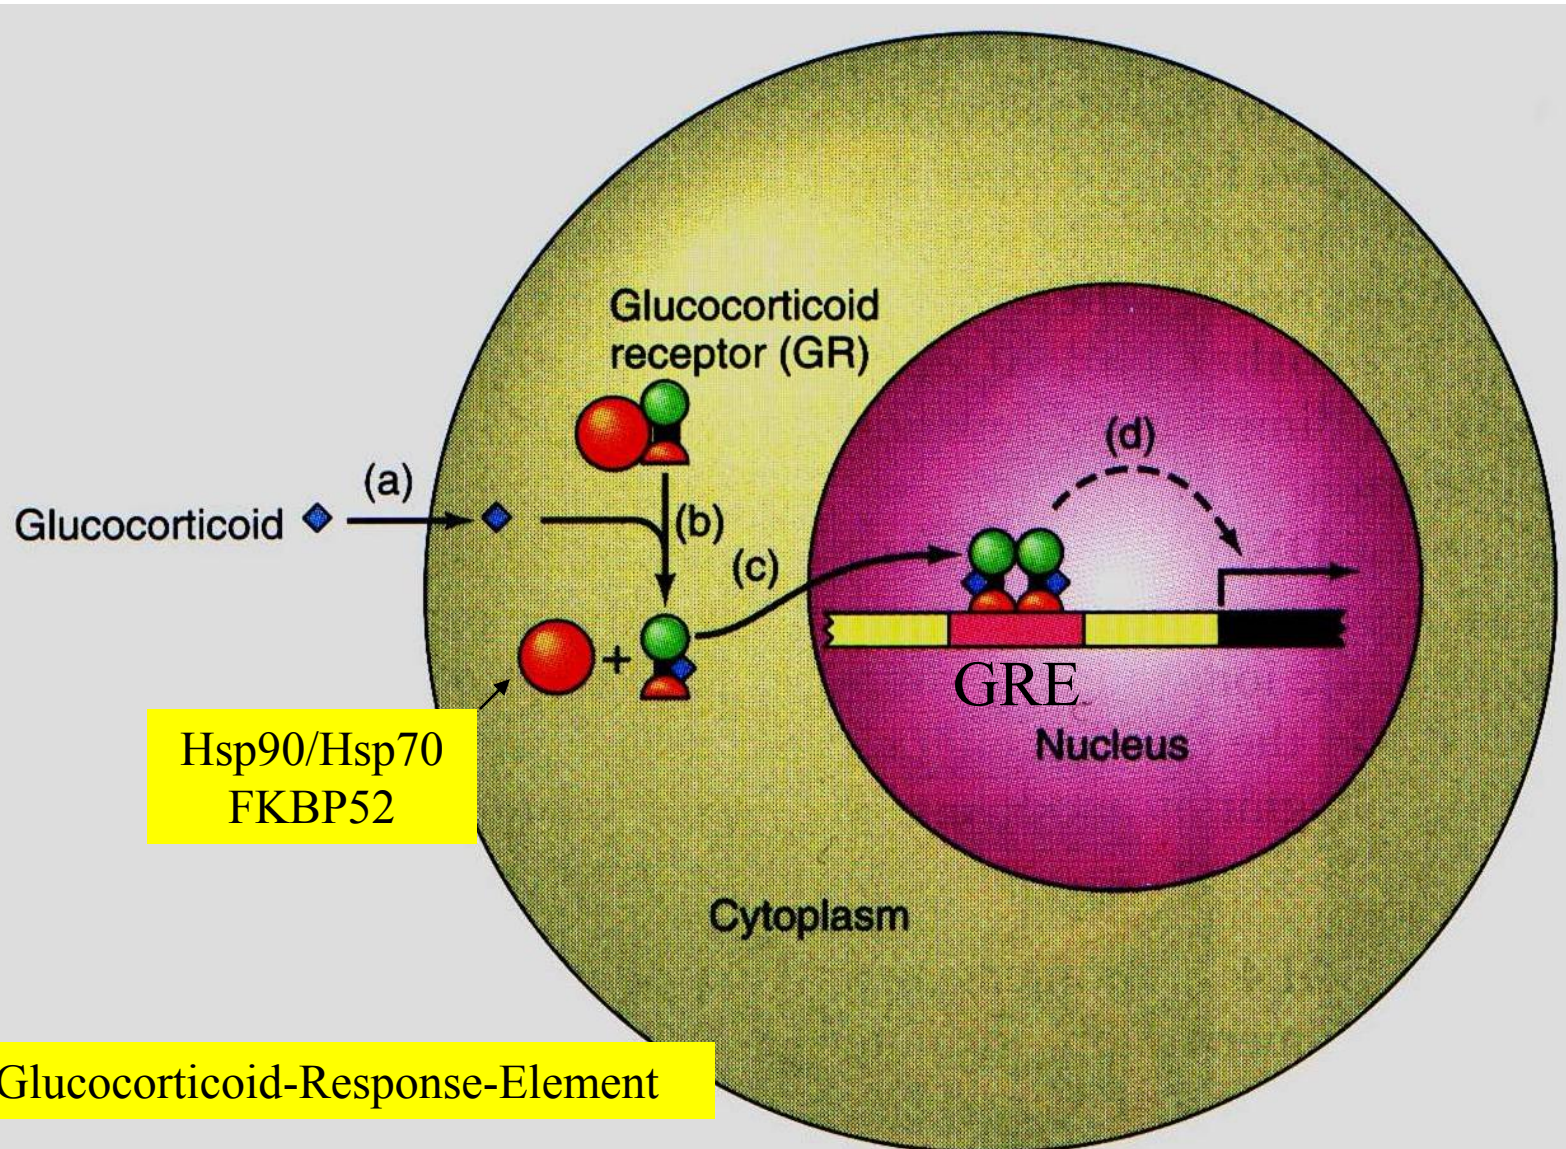 Glucocorticoid
receptor (GR)
(d)
(a)
Glucocorticoid
(b)
(c)
+
GRE
Nucleus
Hsp90/Hsp70
FKBP52
Cytoplasm
Glucocorticoid-Response-Element